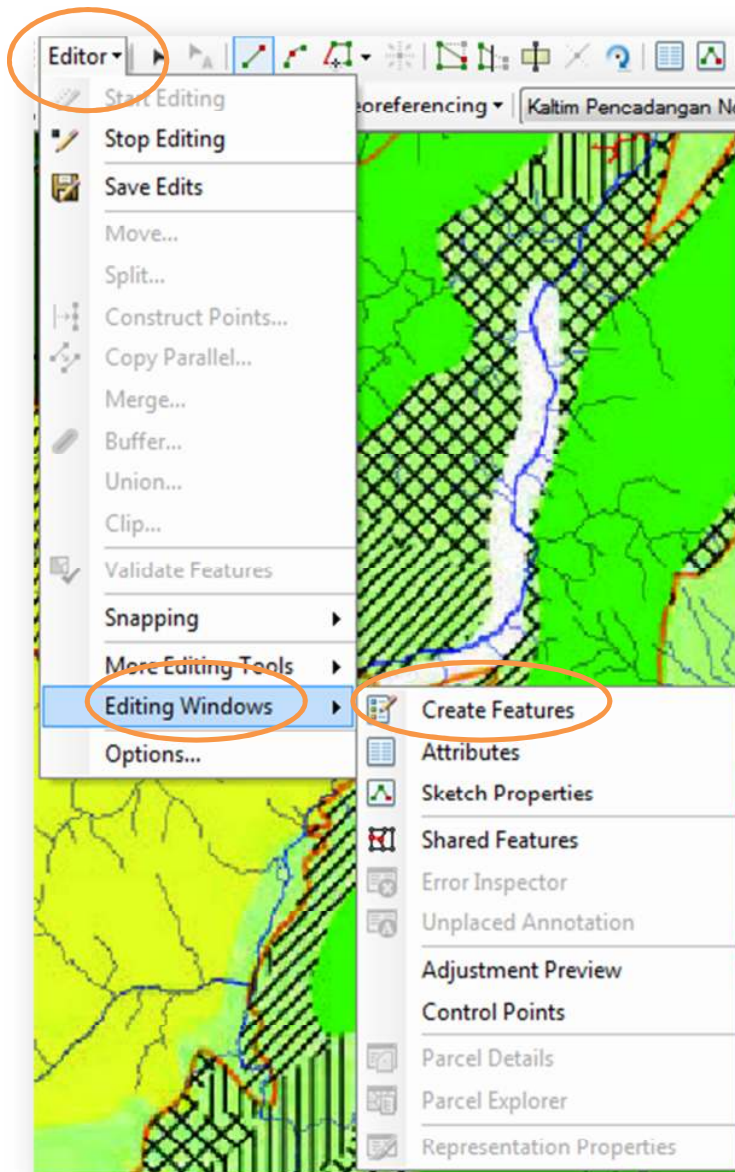 Editor
Start Editing
eoreferencing
Kaltim Pencadangan No
Stop Editing
Save Edits
Move...
Split...
Construct Points...
Copy Parallel...
Merge...
Buffer...
Union...
Clip...
Validate Features
Snapping
More Editing Tools
Editing Windows
Options...
Create Features
Attributes
Sketch Properties
Shared Features
Error Inspector
Unplaced Annotation
Adjustment Preview
Control Points
Parcel Details
Parcel Explorer
Representation Properties